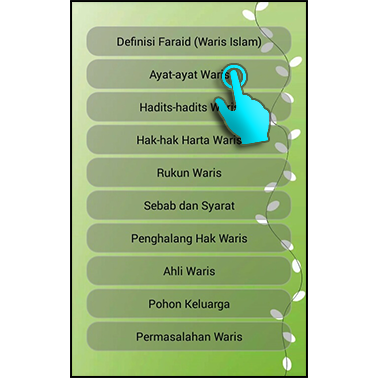 Definisi Faraid (Waris Islam)
Ayat-ayat Waris
Hadits-hadits Waris
Hak-hak Harta Waris
Rukun Waris
Sebab dan Syarat
Penghalang Hak Waris
Ahli Waris
Pohon Keluarga
Permasalahan Waris